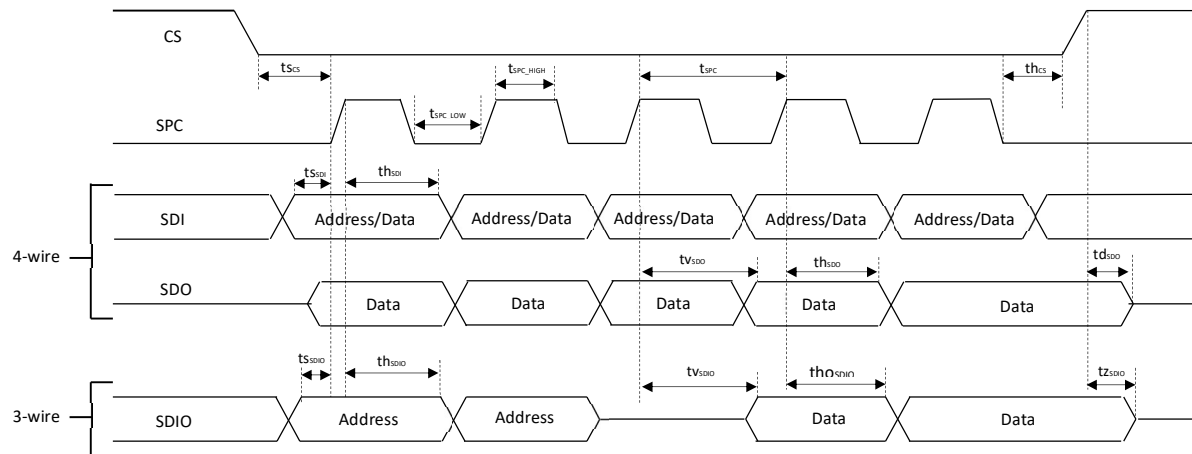 CS
tsCS
tSPC_HIGH
tSPC
thCS
tSPC_LOW
SPC
tsSDI
thSDI
SDI
Address/Data
Address/Data
Address/Data
Address/Data
Address/Data
4-wire
tvSDO
thSDO
tdSDO
SDO
Data
Data
Data
Data
Data
tsSDIO
thSDIO
tvSDIO
thoSDIO
tzSDIO
3-wire
SDIO
Address
Address
Data
Data